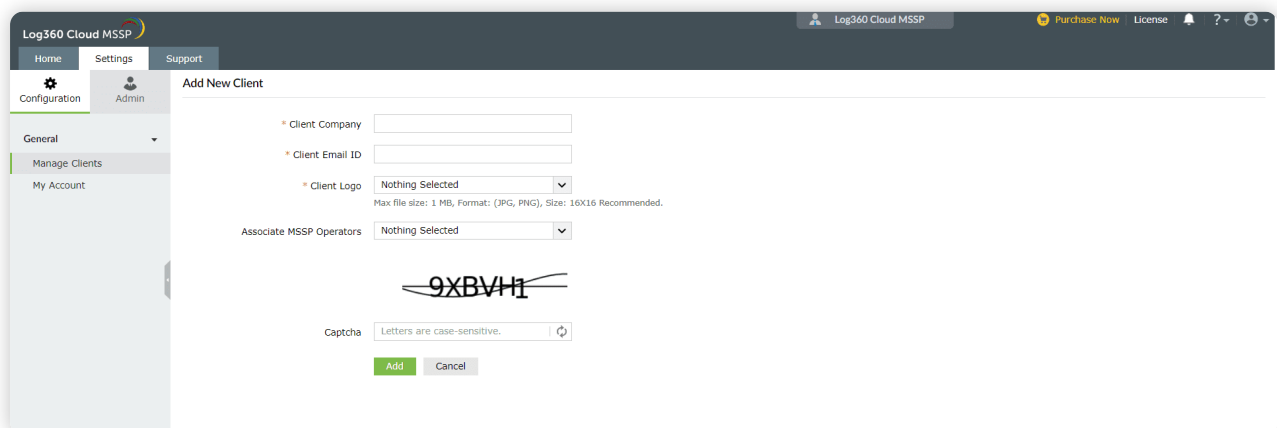 Log360 Cloud MSSP
Log360 Cloud MSSP
Purchase Now
License
?
Home
Settings
Support
Configuration
Admin
General
Manage Clients
My Account
Add New Client
* Client Company
* Client Email ID
* Client Logo
Nothing Selected
Max file size: 1 MB, Format: (JPG, PNG), Size: 16X16 Recommended.
Associate MSSP Operators
Nothing Selected
9XBVH1
Captcha
Letters are case-sensitive.
Add
Cancel